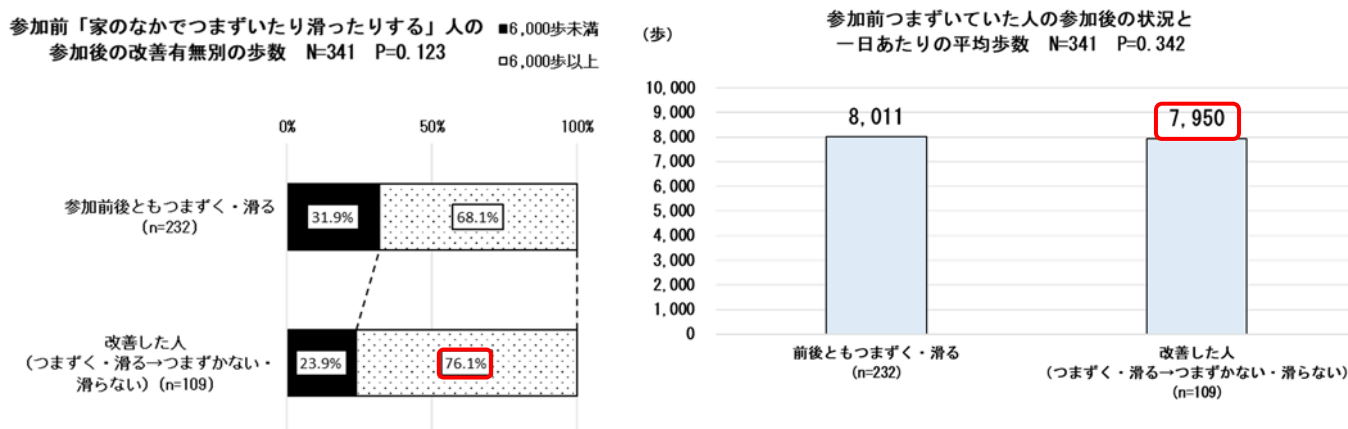 参加前「家のなかでつまずいたり滑ったりする」人の
参加後の改善有無別の歩数 N=341 P=0.123
■6,000歩未満
□6,000歩以上
0% 50% 100%
参加前後ともつまずく・滑る
(n=232)
31.9% 68.1%
改善した人
(つまずく・滑る→つまずかない・
滑らない)(n=109)
23.9% 76.1%
参加前つまずいていた人の参加後の状況と
一日あたりの平均歩数 N=341 P=0.342
(歩)
10,000
9,000
8,000
7,000
6,000
5,000
4,000
3,000
2,000
1,000
0
8,011
7,950
前後ともつまずく・滑る
(n=232)
改善した人
(つまずく・滑る→つまずかない・滑らない)
(n=109)